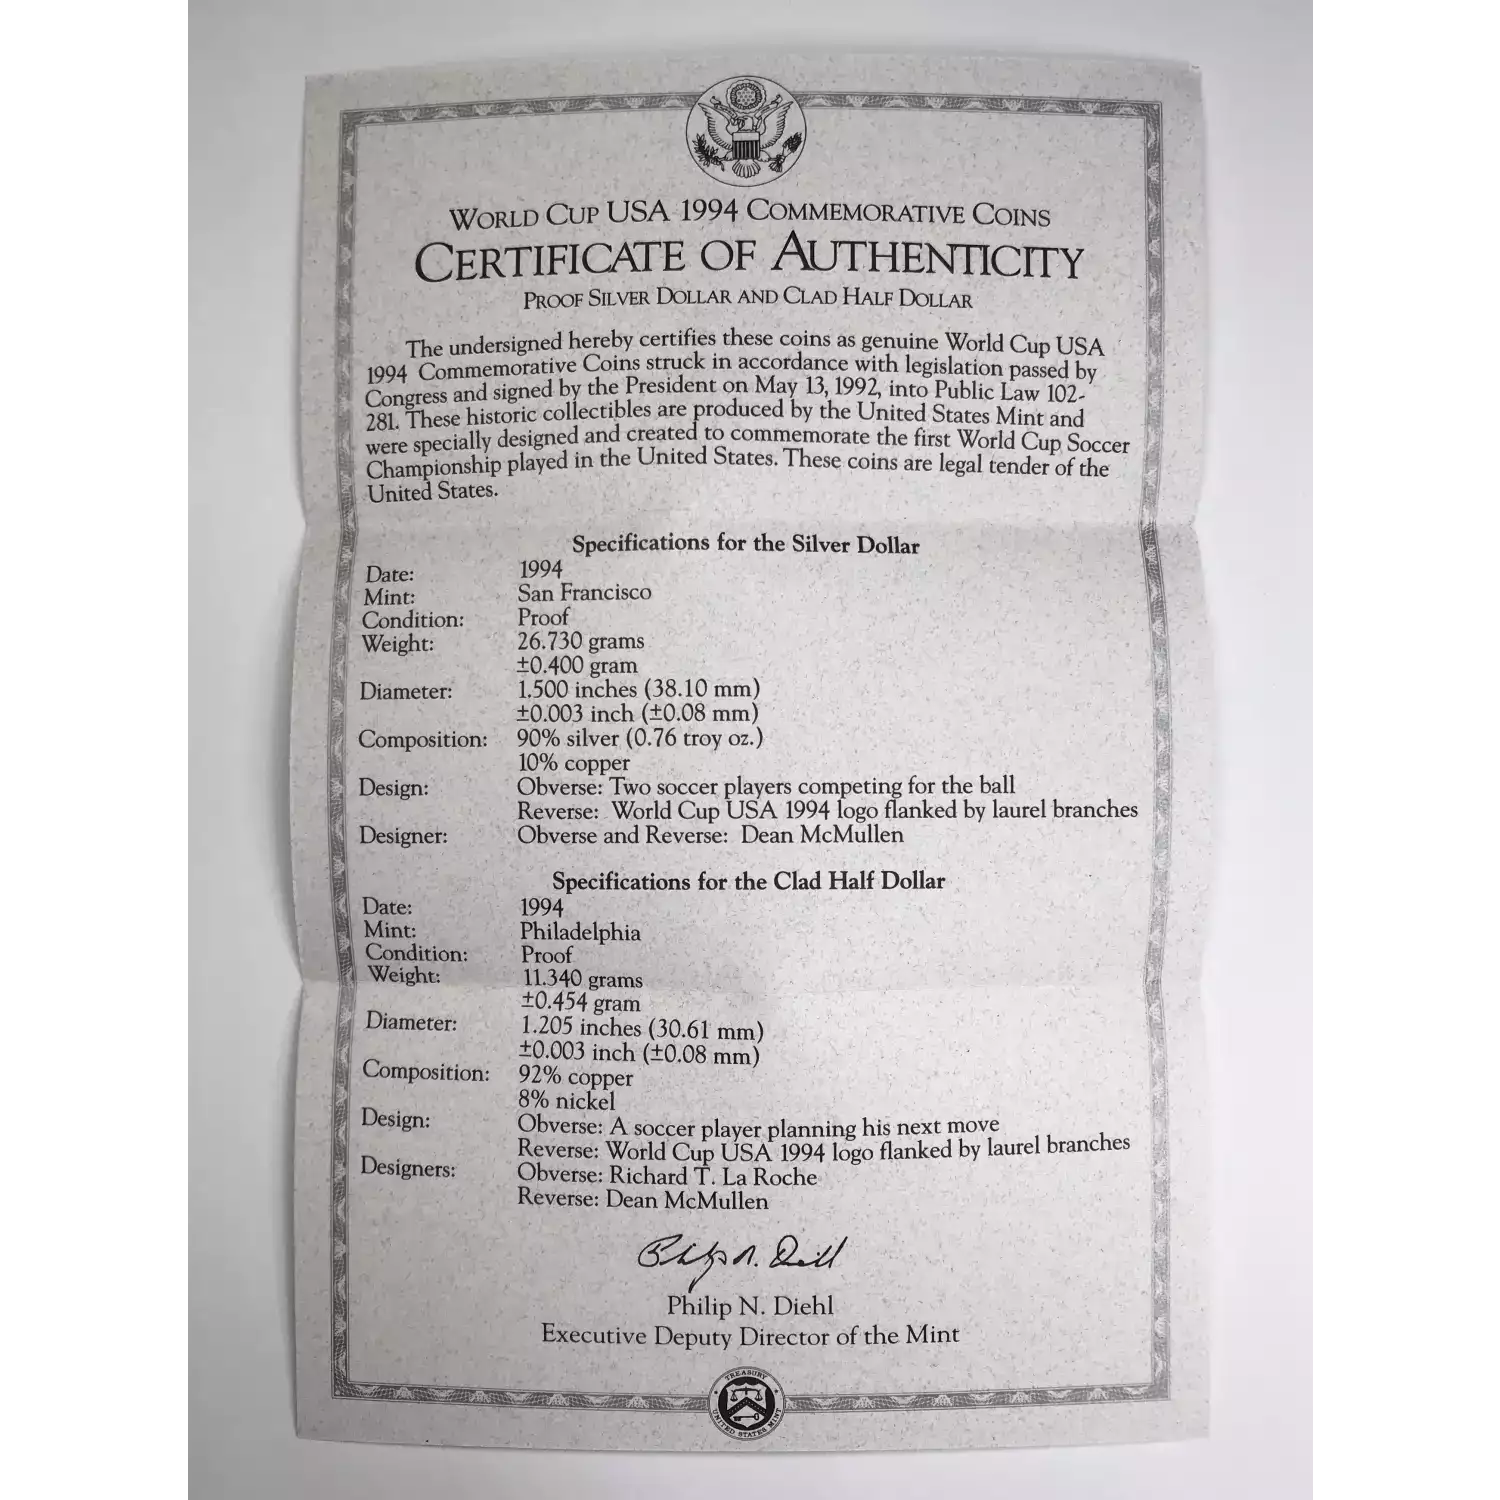 World Cup USA 1994 Commemorative Coins
Certificate of Authenticity
Proof Silver Dollar and Clad Half Dollar
The undersigned hereby certifies these coins as genuine World Cup USA
1994 Commemorative Coins struck in accordance with legislation passed by
Congress and signed by the President on May 13, 1992, into Public Law 102-
281. These historic collectibles are produced by the United States Mint and
were specially designed and created to commemorate the first World Cup Soccer
Championship played in the United States. These coins are legal tender of the
United States.
Specifications for the Silver Dollar
Date: 1994
Mint: San Francisco
Condition: Proof
Weight: 26.730 grams
±0.400 gram
Diameter: 1.500 inches (38.10 mm)
±0.003 inch (±0.08 mm)
Composition: 90% silver (0.76 troy oz.)
10% copper
Design: Obverse: Two soccer players competing for the ball
Reverse: World Cup USA 1994 logo flanked by laurel branches
Designer: Obverse and Reverse: Dean McMullen
Specifications for the Clad Half Dollar
Date: 1994
Mint: Philadelphia
Condition: Proof
Weight: 11.340 grams
±0.454 gram
Diameter: 1.205 inches (30.61 mm)
±0.003 inch (±0.08 mm)
Composition: 92% copper
8% nickel
Design: Obverse: A soccer player planning his next move
Reverse: World Cup USA 1994 logo flanked by laurel branches
Designers: Obverse: Richard T. La Roche
Reverse: Dean McMullen
Philip N. Diehl
Philip N. Diehl
Executive Deputy Director of the Mint
TREASURY
UNITED STATES MINT